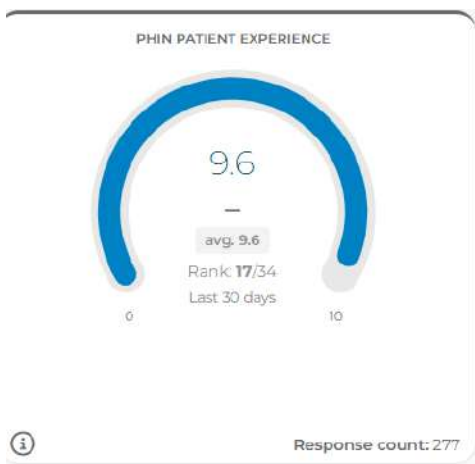 PHIN PATIENT EXPERIENCE
9.6
–
avg. 9.6
Rank: 17/34
Last 30 days
0 10
Response count: 277